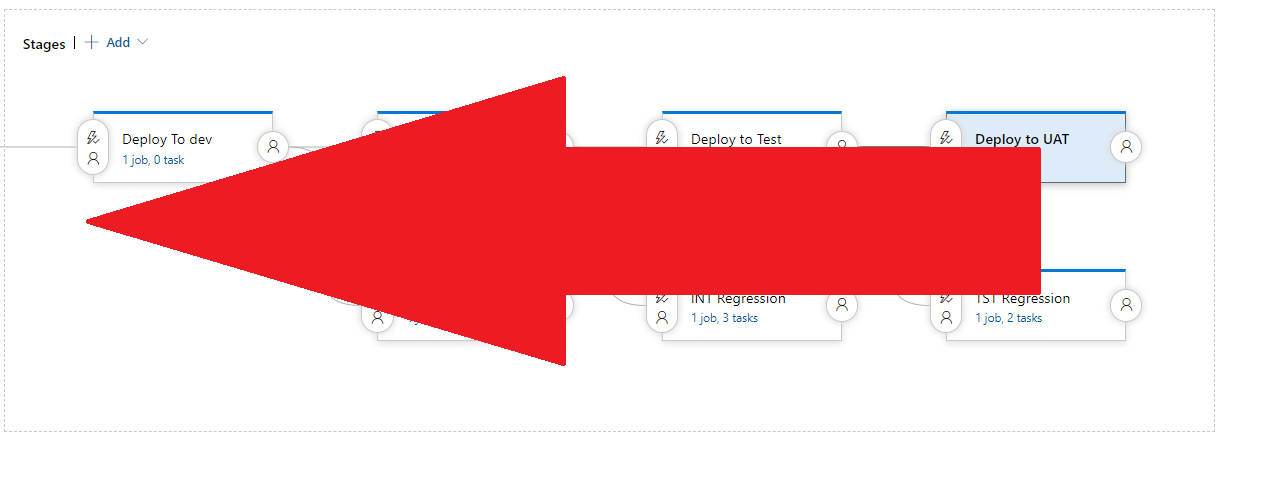 Stages | + Add
Deploy To dev
1 job, 0 task
Deploy to Test
Deploy to UAT
INT Regression
1 job, 3 tasks
TST Regression
1 job, 2 tasks